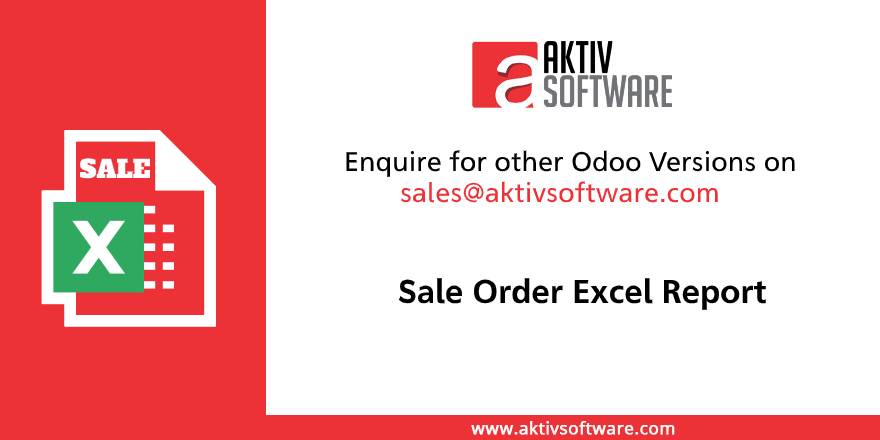 SALE
X
a AKTIV
SOFTWARE
Enquire for other Odoo Versions on
sales@aktivsoftware.com
Sale Order Excel Report
www.aktivsoftware.com